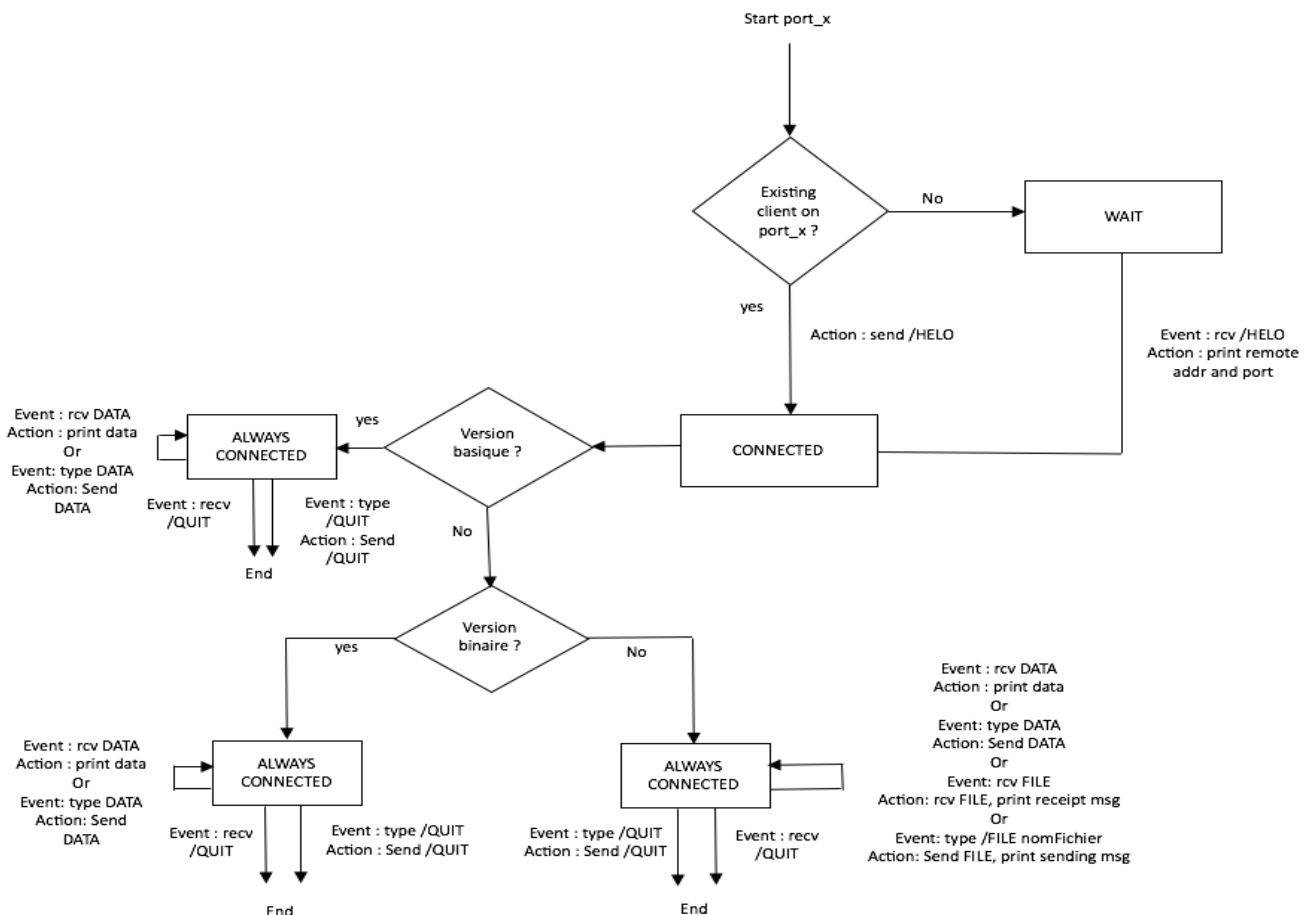 Start port_x
Existing
client on
port_x ?
No
WAIT
yes
Action : send /HELO
Event : rcv /HELO
Action : print remote
addr and port
CONNECTED
Version
basique ?
yes
ALWAYS
CONNECTED
Event : rcv DATA
Action : print data
Or
Event: type DATA
Action: Send
DATA
Event : recv
/QUIT
Event : type
/QUIT
Action : Send
/QUIT
End
No
Version
binaire ?
yes
No
Event : rcv DATA
Action : print data
Or
Event: type DATA
Action: Send
DATA
ALWAYS
CONNECTED
Event : recv
/QUIT
Event : type /QUIT
Action : Send /QUIT
End
ALWAYS
CONNECTED
Event : type /QUIT
Action : Send /QUIT
Event : recv
/QUIT
End
Event : rcv DATA
Action : print data
Or
Event: type DATA
Action: Send DATA
Or
Event: rcv FILE
Action: rcv FILE, print receipt msg
Or
Event: type /FILE nomFichier
Action: Send FILE, print sending msg